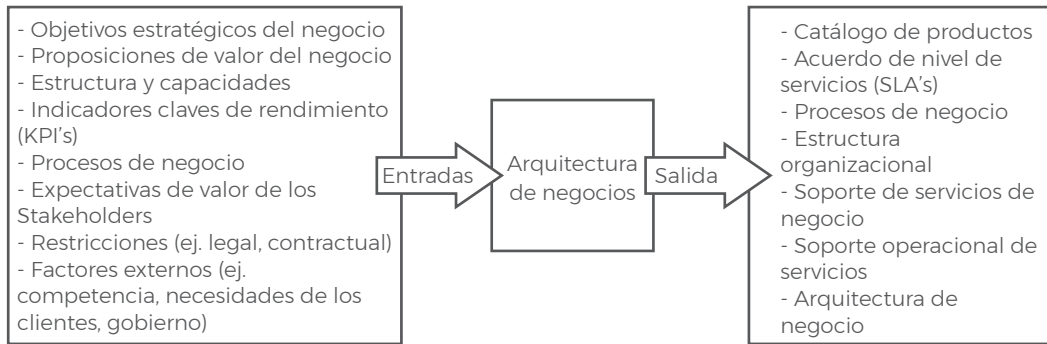 - Objetivos estratégicos del negocio
- Proposiciones de valor del negocio
- Estructura y capacidades
- Indicadores claves de rendimiento
(KPI's)
- Procesos de negocio
- Expectativas de valor de los
Stakeholders
- Restricciones (ej. legal, contractual)
- Factores externos (ej.
competencia, necesidades de los
clientes, gobierno)
Entradas
Arquitectura
de negocios
Salida
- Catálogo de productos
- Acuerdo de nivel de
servicios (SLA's)
- Procesos de negocio
- Estructura
organizacional
- Soporte de servicios de
negocio
- Soporte operacional de
servicios
- Arquitectura de
negocio